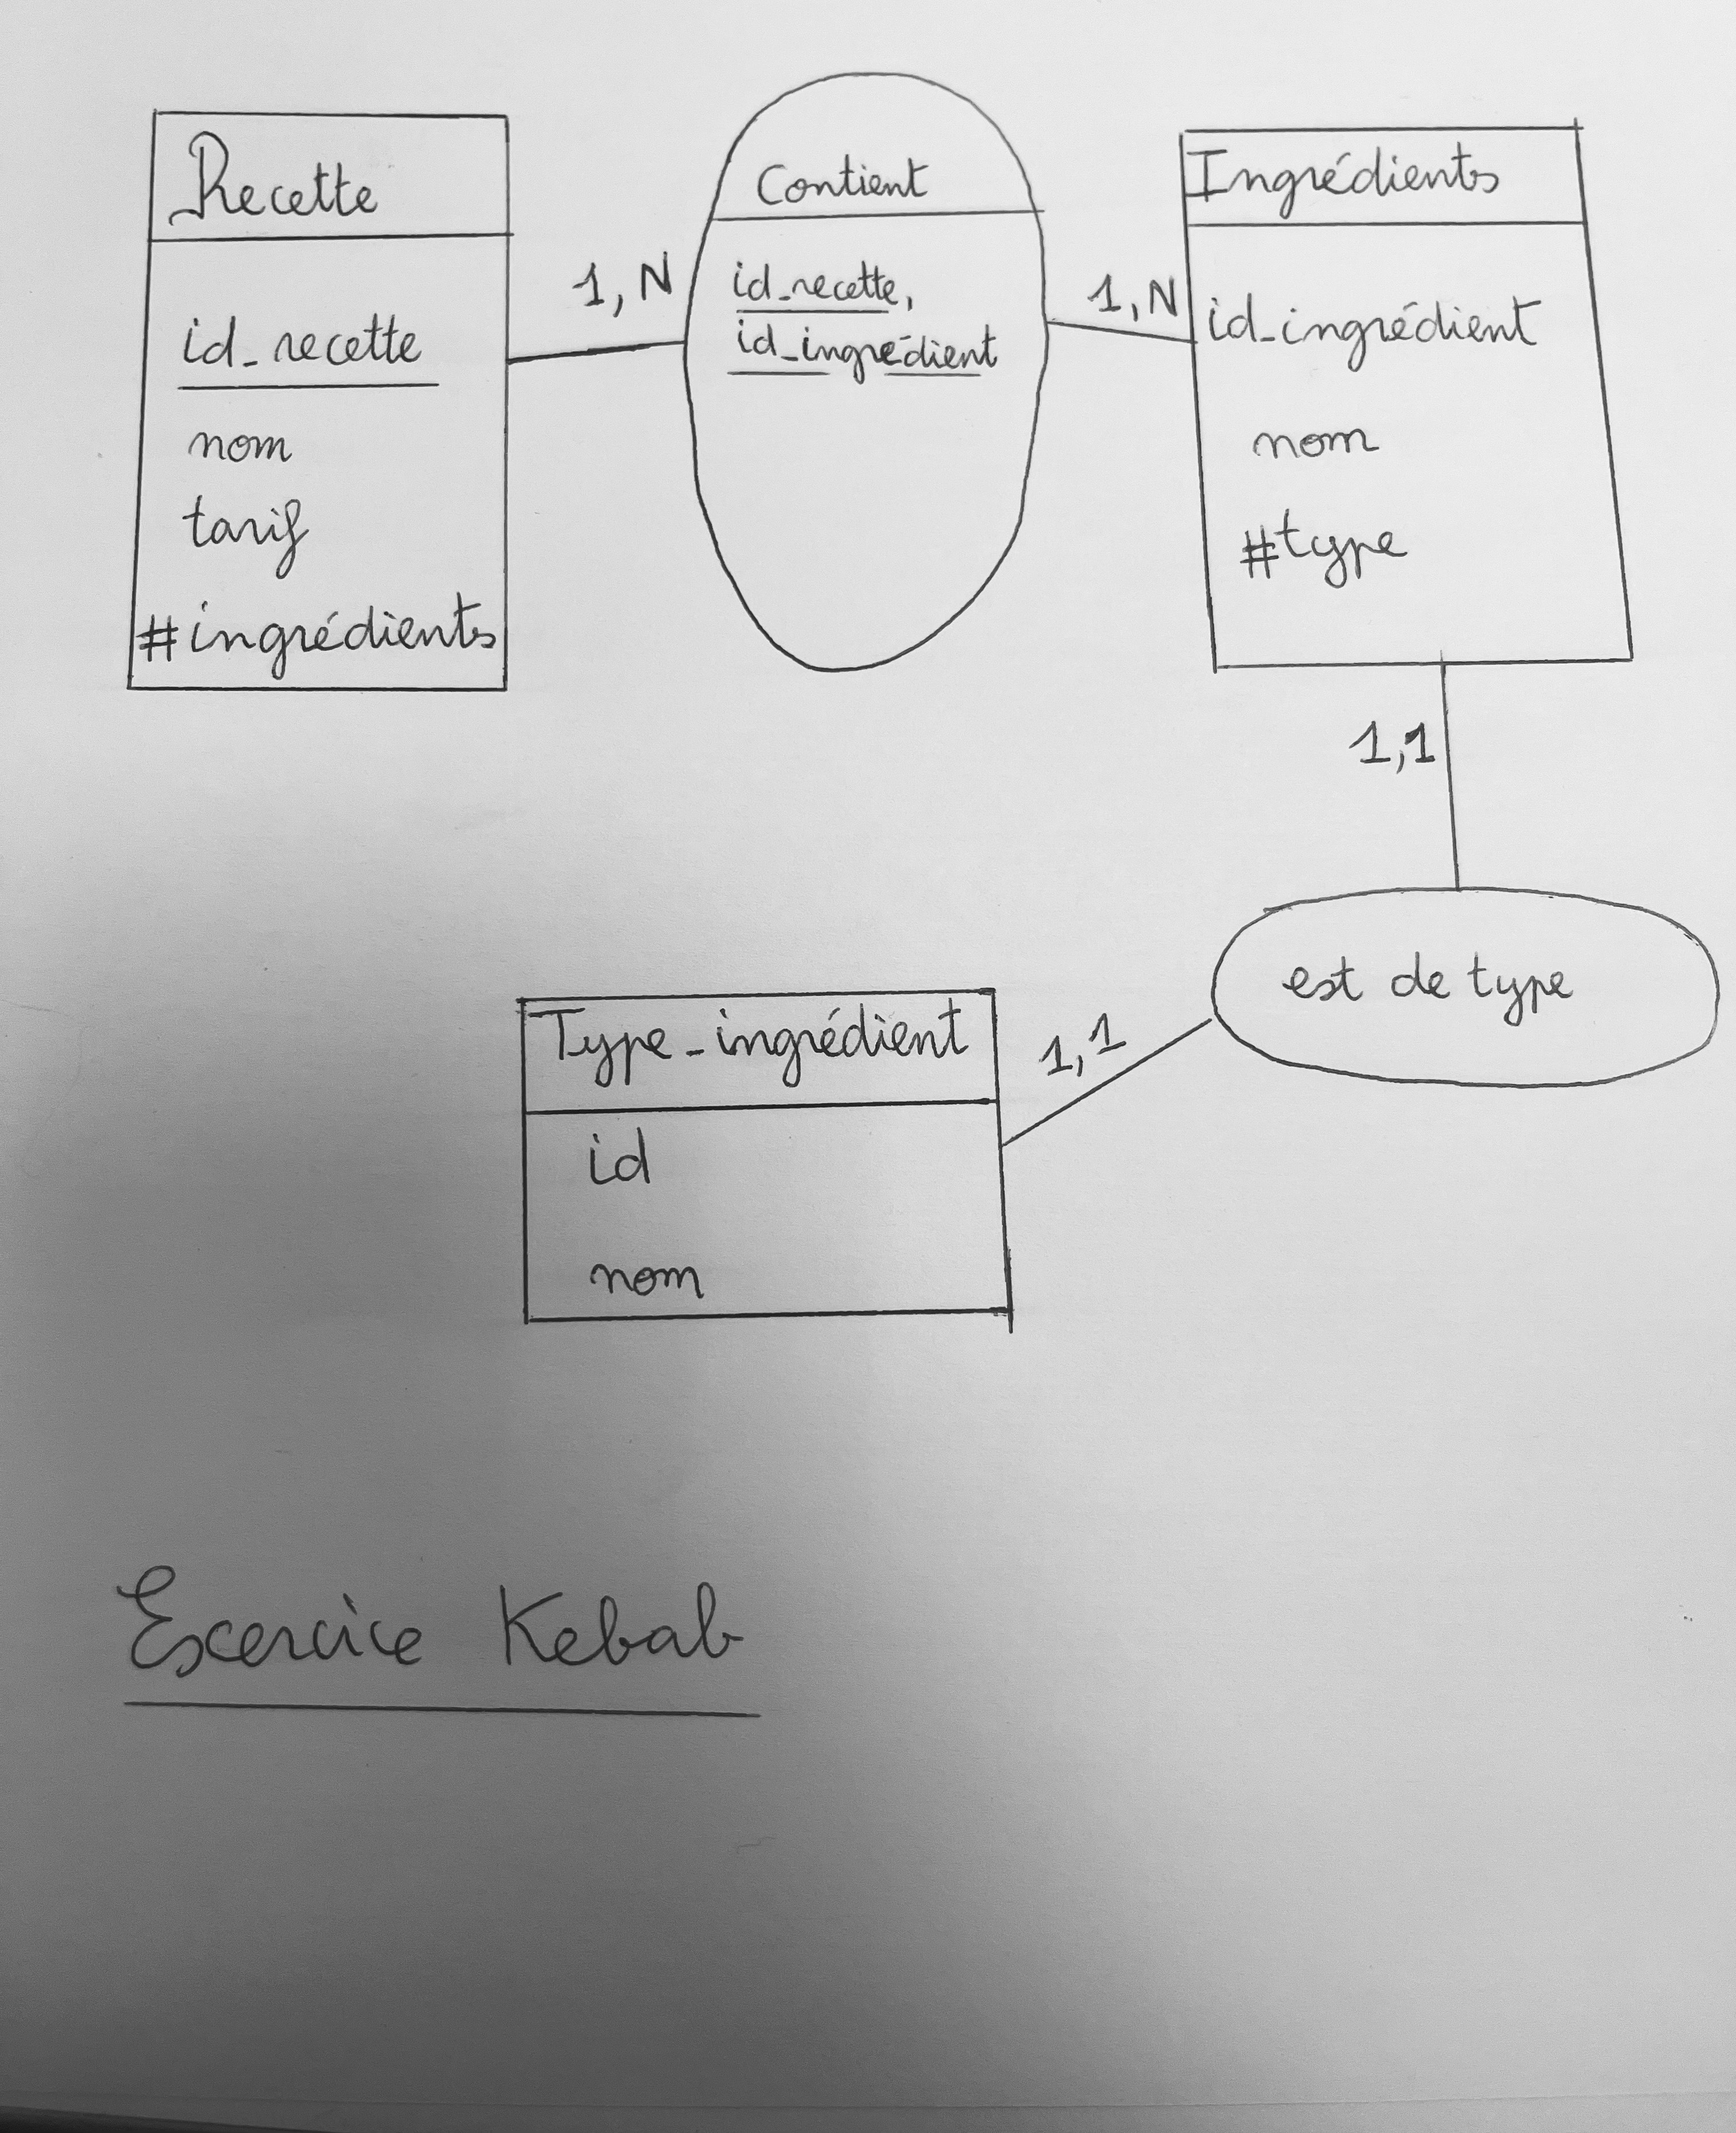 Recette
id_recette
nom
tarif
#ingrédients
1, N
Contient
id_recette,
id_ingrédient
1, N
Ingrédients
id_ingrédient
nom
#type
1,1
est de type
1,1
Type_ingrédient
id
nom
Excercice Kebab